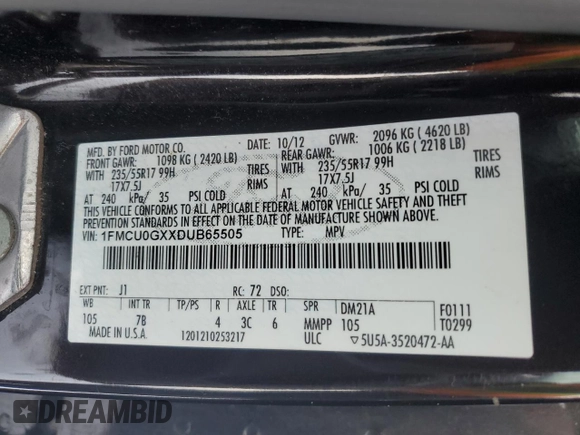 MFD. BY FORD MOTOR CO.
DATE: 10/12 GVWR: 2096 KG ( 4620 LB)
FRONT GAWR: 1098 KG ( 2420 LB) REAR GAWR: 1006 KG ( 2218 LB)
WITH 235/55R17 99H TIRES WITH 235/55R17 99H TIRES
17X7.5J RIMS 17X7.5J RIMS
AT 240 kPa/ 35 PSI COLD AT 240 kPa/ 35 PSI COLD
THIS VEHICLE CONFORMS TO ALL APPLICABLE FEDERAL MOTOR VEHICLE SAFETY AND THEFT
PREVENTION STANDARDS IN EFFECT ON THE DATE OF MANUFACTURE SHOWN ABOVE.
VIN: 1FMCU0GXXDUB65505 TYPE: MPV
EXT PNT: J1 RC: 72 DSO:
WB INT TR TP/PS R AXLE TR SPR DM21A F0111
105 7B 4 3C 6 MMPP 105 T0299
MADE IN U.S.A. 1201210253217 ULC ▽5U5A-3520472-AA
DREAMBID